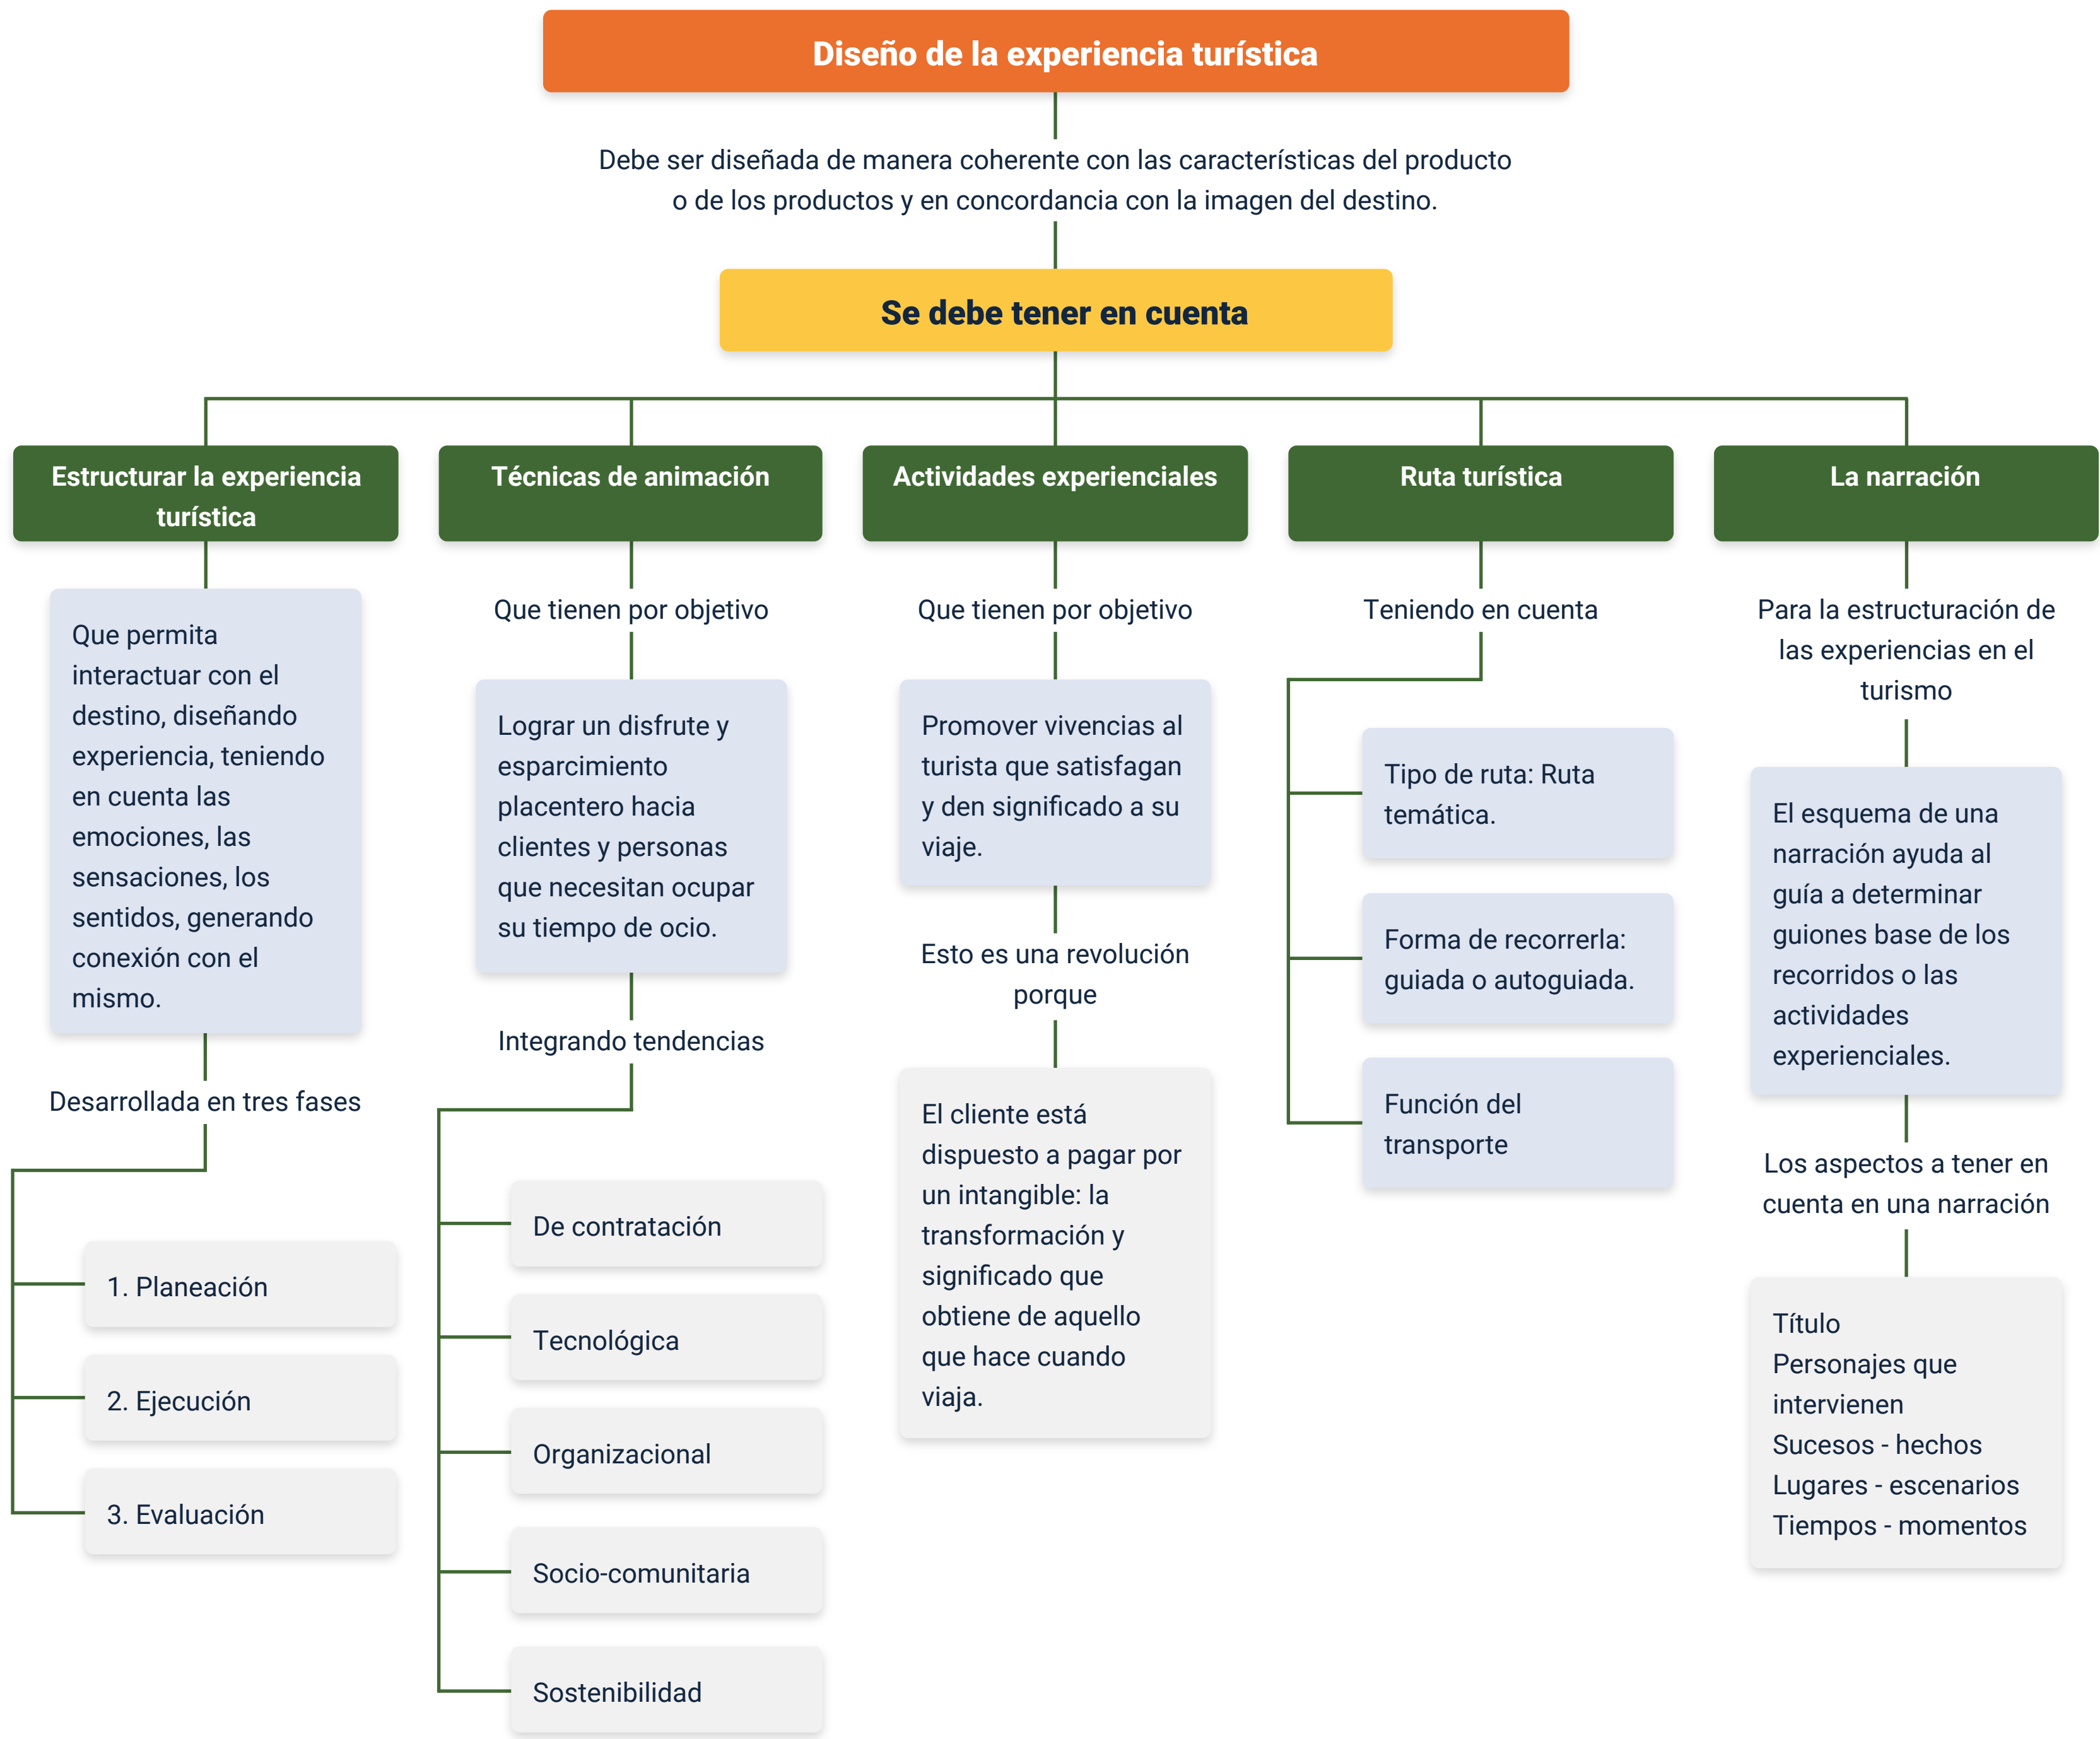 Diseño de la experiencia turística
Debe ser diseñada de manera coherente con las características del producto
o de los productos y en concordancia con la imagen del destino.
Se debe tener en cuenta
Estructurar la experiencia
turística
Que permita
interactuar con el
destino, diseñando
experiencia, teniendo
en cuenta las
emociones, las
sensaciones, los
sentidos, generando
conexión con el
mismo.
Desarrollada en tres fases
1. Planeación
2. Ejecución
3. Evaluación
Técnicas de animación
Que tienen por objetivo
Lograr un disfrute y
esparcimiento
placentero hacia
clientes y personas
que necesitan ocupar
su tiempo de ocio.
Integrando tendencias
De contratación
Tecnológica
Organizacional
Socio-comunitaria
Sostenibilidad
Actividades experienciales
Que tienen por objetivo
Promover vivencias al
turista que satisfagan
y den significado a su
viaje.
Esto es una revolución
porque
El cliente está
dispuesto a pagar por
un intangible: la
transformación y
significado que
obtiene de aquello
que hace cuando
viaja.
Ruta turística
Teniendo en cuenta
Tipo de ruta: Ruta
temática.
Forma de recorrerla:
guiada o autoguiada.
Función del
transporte
La narración
Para la estructuración de
las experiencias en el
turismo
El esquema de una
narración ayuda al
guía a determinar
guiones base de los
recorridos o las
actividades
experienciales.
Los aspectos a tener en
cuenta en una narración
Título
Personajes que
intervienen
Sucesos - hechos
Lugares - escenarios
Tiempos - momentos